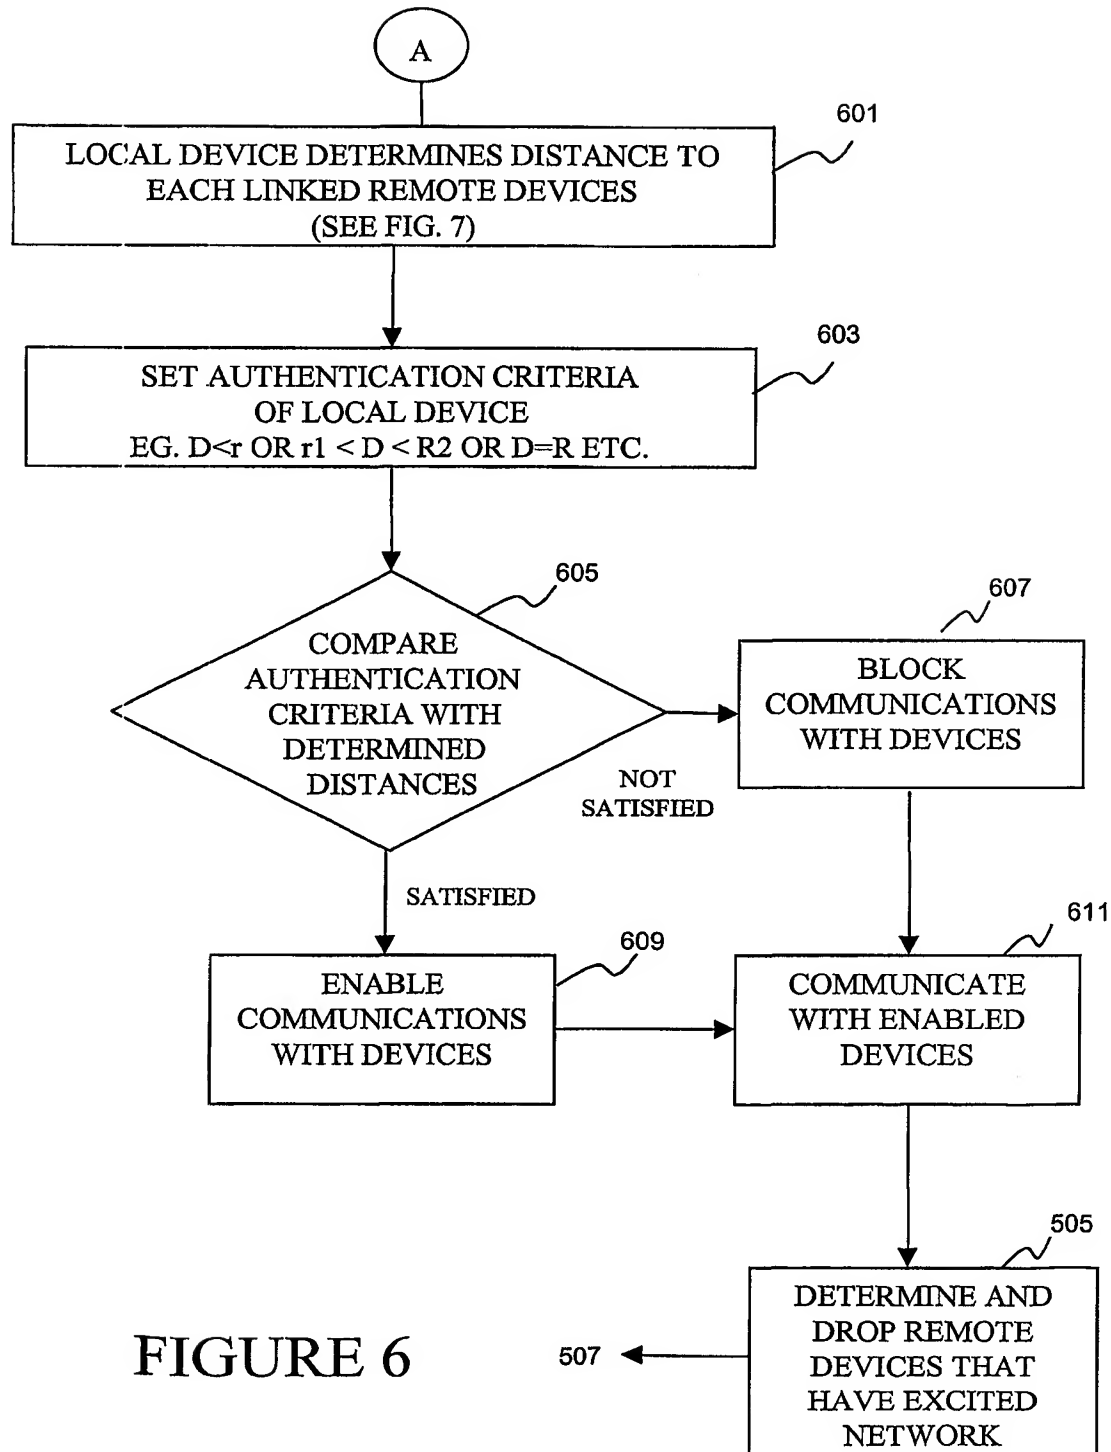 A
601
LOCAL DEVICE DETERMINES DISTANCE TO
EACH LINKED REMOTE DEVICES
(SEE FIG. 7)
603
SET AUTHENTICATION CRITERIA
OF LOCAL DEVICE
EG. D<r OR r1 < D < R2 OR D=R ETC.
605
COMPARE
AUTHENTICATION
CRITERIA WITH
DETERMINED
DISTANCES
607
BLOCK
COMMUNICATIONS
WITH DEVICES
NOT
SATISFIED
SATISFIED
609
ENABLE
COMMUNICATIONS
WITH DEVICES
611
COMMUNICATE
WITH ENABLED
DEVICES
505
DETERMINE AND
DROP REMOTE
DEVICES THAT
HAVE EXCITED
NETWORK
507
FIGURE 6